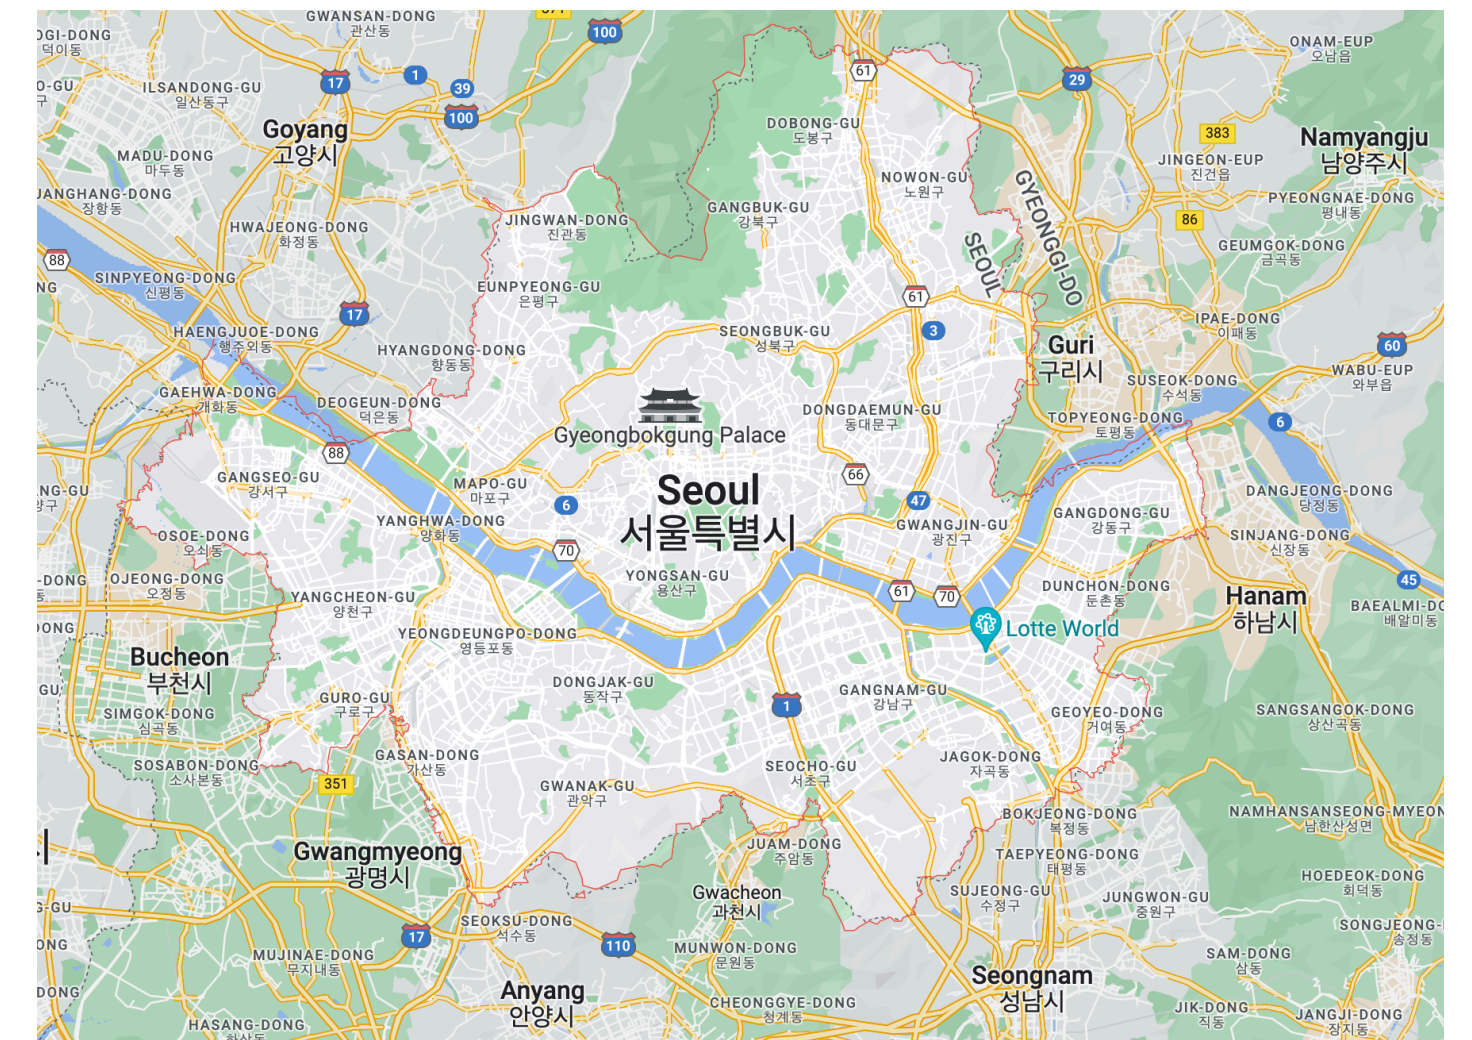 GWANSAN-DONG
관산동
371
OGI-DONG
덕이동
100
ONAM-EUP
오남읍
61
1
17
39
29
O-GU
구
ILSANDONG-GU
일산동구
100
Goyang
고양시
DOBONG-GU
도봉구
383
Namyangju
남양주시
MADU-DONG
마두동
JINGEON-EUP
진건읍
NOWON-GU
노원구
JANGHANG-DONG
장항동
PYEONGNAE-DONG
평내동
GANGBUK-GU
강북구
JINGWAN-DONG
진관동
86
HWAJEONG-DONG
화정동
GYEONGGI-DO
SEOUL
GEUMGOK-DONG
금곡동
88
SINPYEONG-DONG
신평동
NG
EUNPYEONG-GU
은평구
61
17
IPAE-DONG
이패동
HAENGJUOE-DONG
행주외동
SEONGBUK-GU
성북구
3
Guri
구리시
60
HYANGDONG-DONG
향동동
WABU-EUP
와부읍
SUSEOK-DONG
수석동
GAEHWA-DONG
개화동
DEOGEUN-DONG
덕은동
DONGDAEMUN-GU
동대문구
TOPYEONG-DONG
토평동
6
Gyeongbokgung Palace
88
GANGSEO-GU
강서구
MAPO-GU
마포구
66
Seoul
서울특별시
NG-GU
양구
DANGJEONG-DONG
당정동
6
47
GANGDONG-GU
강동구
YANGHWA-DONG
양화동
GWANGJIN-GU
광진구
OSOE-DONG
오쇠동
SINJANG-DONG
신장동
70
DONG
동
OJEONG-DONG
오정동
YONGSAN-GU
용산구
DUNCHON-DONG
둔촌동
45
YANGCHEON-GU
양천구
61
70
Hanam
하남시
BAEALMI-DO
배알미동
DONG
YEONGDEUNGPO-DONG
영등포동
Lotte World
Bucheon
부천시
GU
DONGJAK-GU
동작구
GANGNAM-GU
강남구
GURO-GU
구로구
1
SIMGOK-DONG
심곡동
GEOYEO-DONG
거여동
SANGSANGOK-DONG
상산곡동
GASAN-DONG
가산동
SOSABON-DONG
소사본동
SEOCHO-GU
서초구
JAGOK-DONG
자곡동
351
GWANAK-GU
관악구
BOKJEONG-DONG
복정동
NAMHANSANSEONG-MYEON
남한산성면
시
Gwangmyeong
광명시
JUAM-DONG
주암동
TAEPYEONG-DONG
태평동
HOEDEOK-DONG
회덕동
Gwacheon
과천시
SUJEONG-GU
수정구
JUNGWON-GU
중원구
G-GU
SEOKSU-DONG
석수동
SONGJEONG-
송정동
17
110
ONG
MUNWON-DONG
문원동
MUJINAE-DONG
무지내동
SAM-DONG
삼동
Seongnam
성남시
DONG
Anyang
안양시
CHEONGGYE-DONG
청계동
JIK-DONG
직동
JANGJI-DONG
장지동
HASANG-DONG
하상동